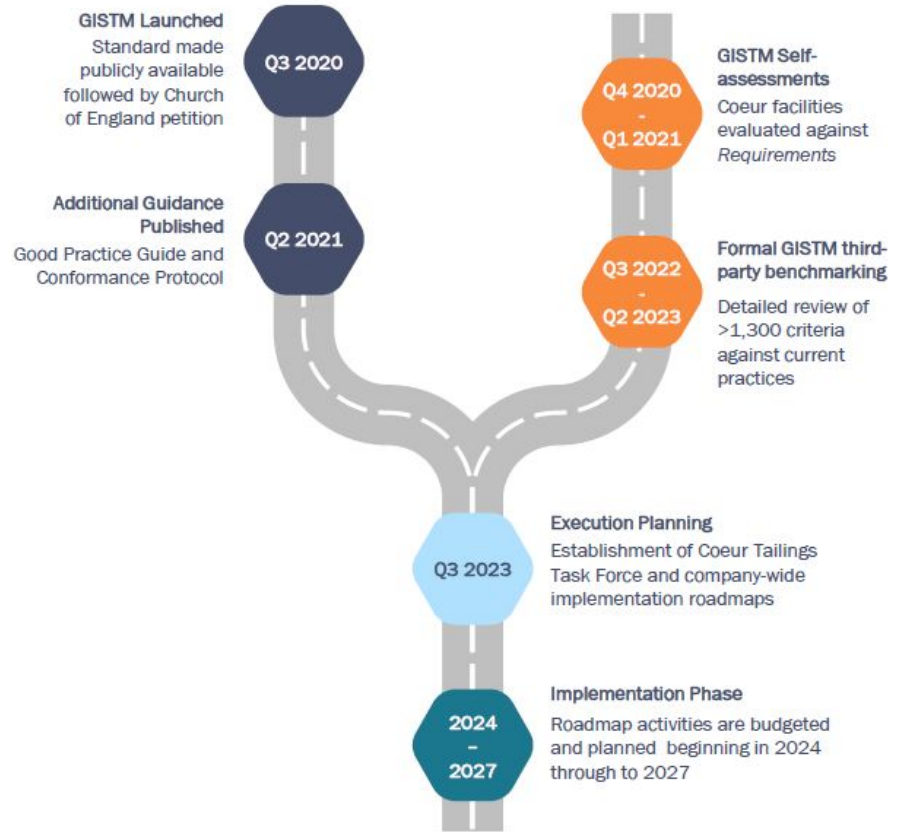 GISTM Launched
Standard made
publicly available
followed by Church
of England petition
Q3 2020
Additional Guidance
Published
Good Practice Guide and
Conformance Protocol
Q2 2021
Q4 2020
-
Q1 2021
GISTM Self-
assessments
Coeur facilities
evaluated against
Requirements
Q3 2022
-
Q2 2023
Formal GISTM third-
party benchmarking
Detailed review of
>1,300 criteria
against current
practices
Q3 2023
Execution Planning
Establishment of Coeur Tailings
Task Force and company-wide
implementation roadmaps
2024
–
2027
Implementation Phase
Roadmap activities are budgeted
and planned beginning in 2024
through to 2027